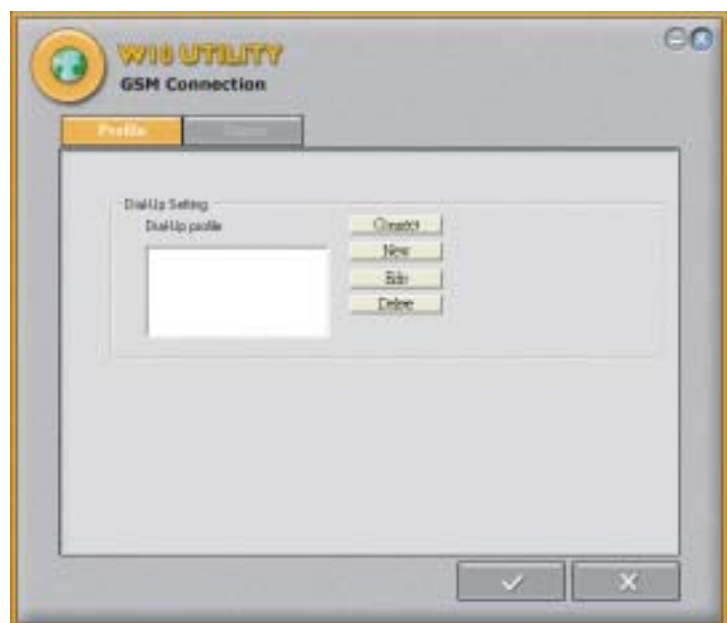 W10 UTILITY
GSM Connection
Profile
Dial-Up Setting
Dial-Up profile
Connect
New
Edit
Delete